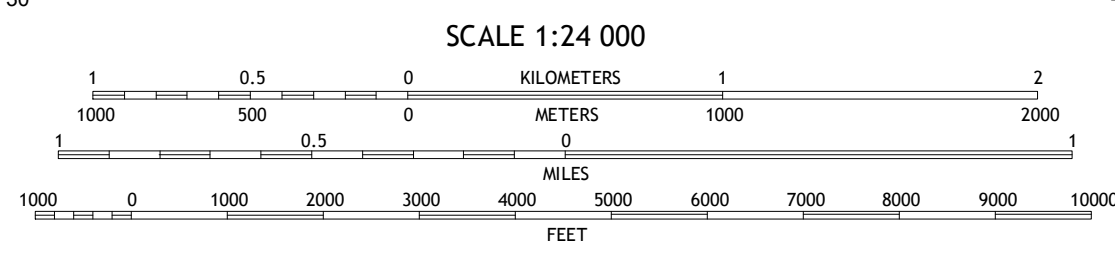 SCALE 1:24 000
1 0.5 0 KILOMETERS 1 2
1000 500 0 METERS 1000 2000
1 0.5 0 1
MILES
1000 0 1000 2000 3000 4000 5000 6000 7000 8000 9000 10000
FEET